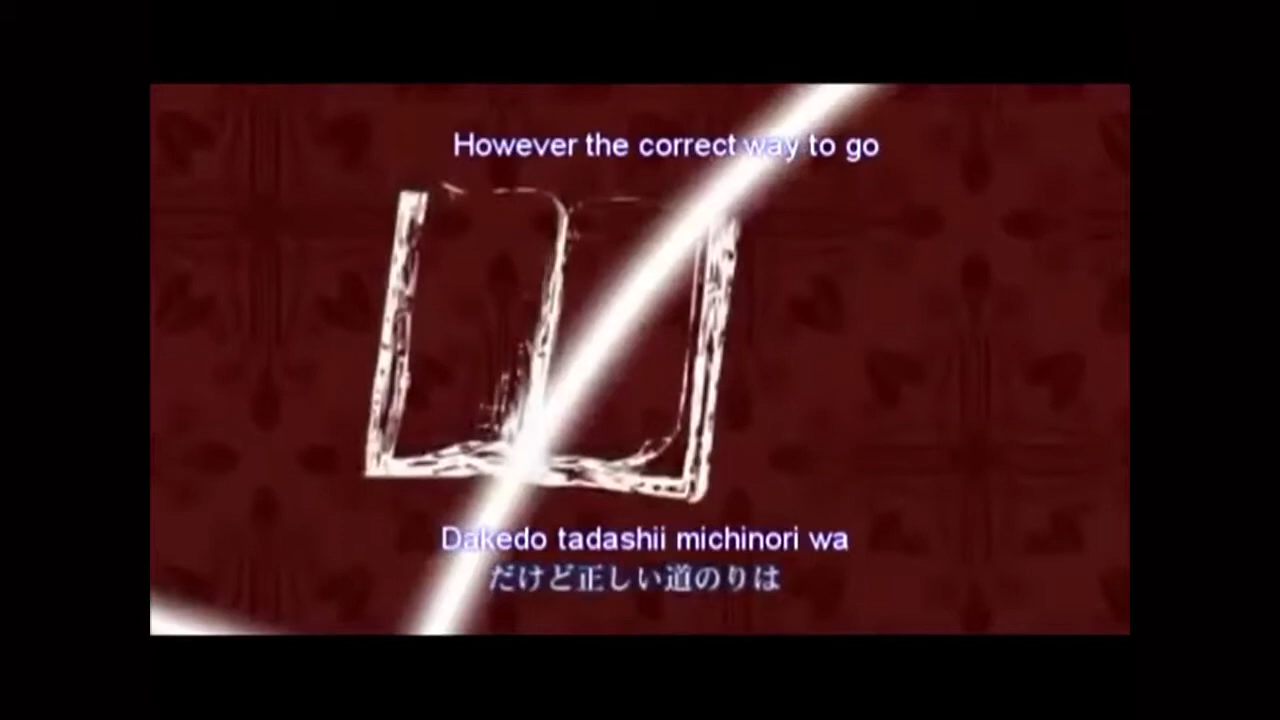 However the correct way to go
Dakedo tadashii michinori wa
だけど正しい道のりは